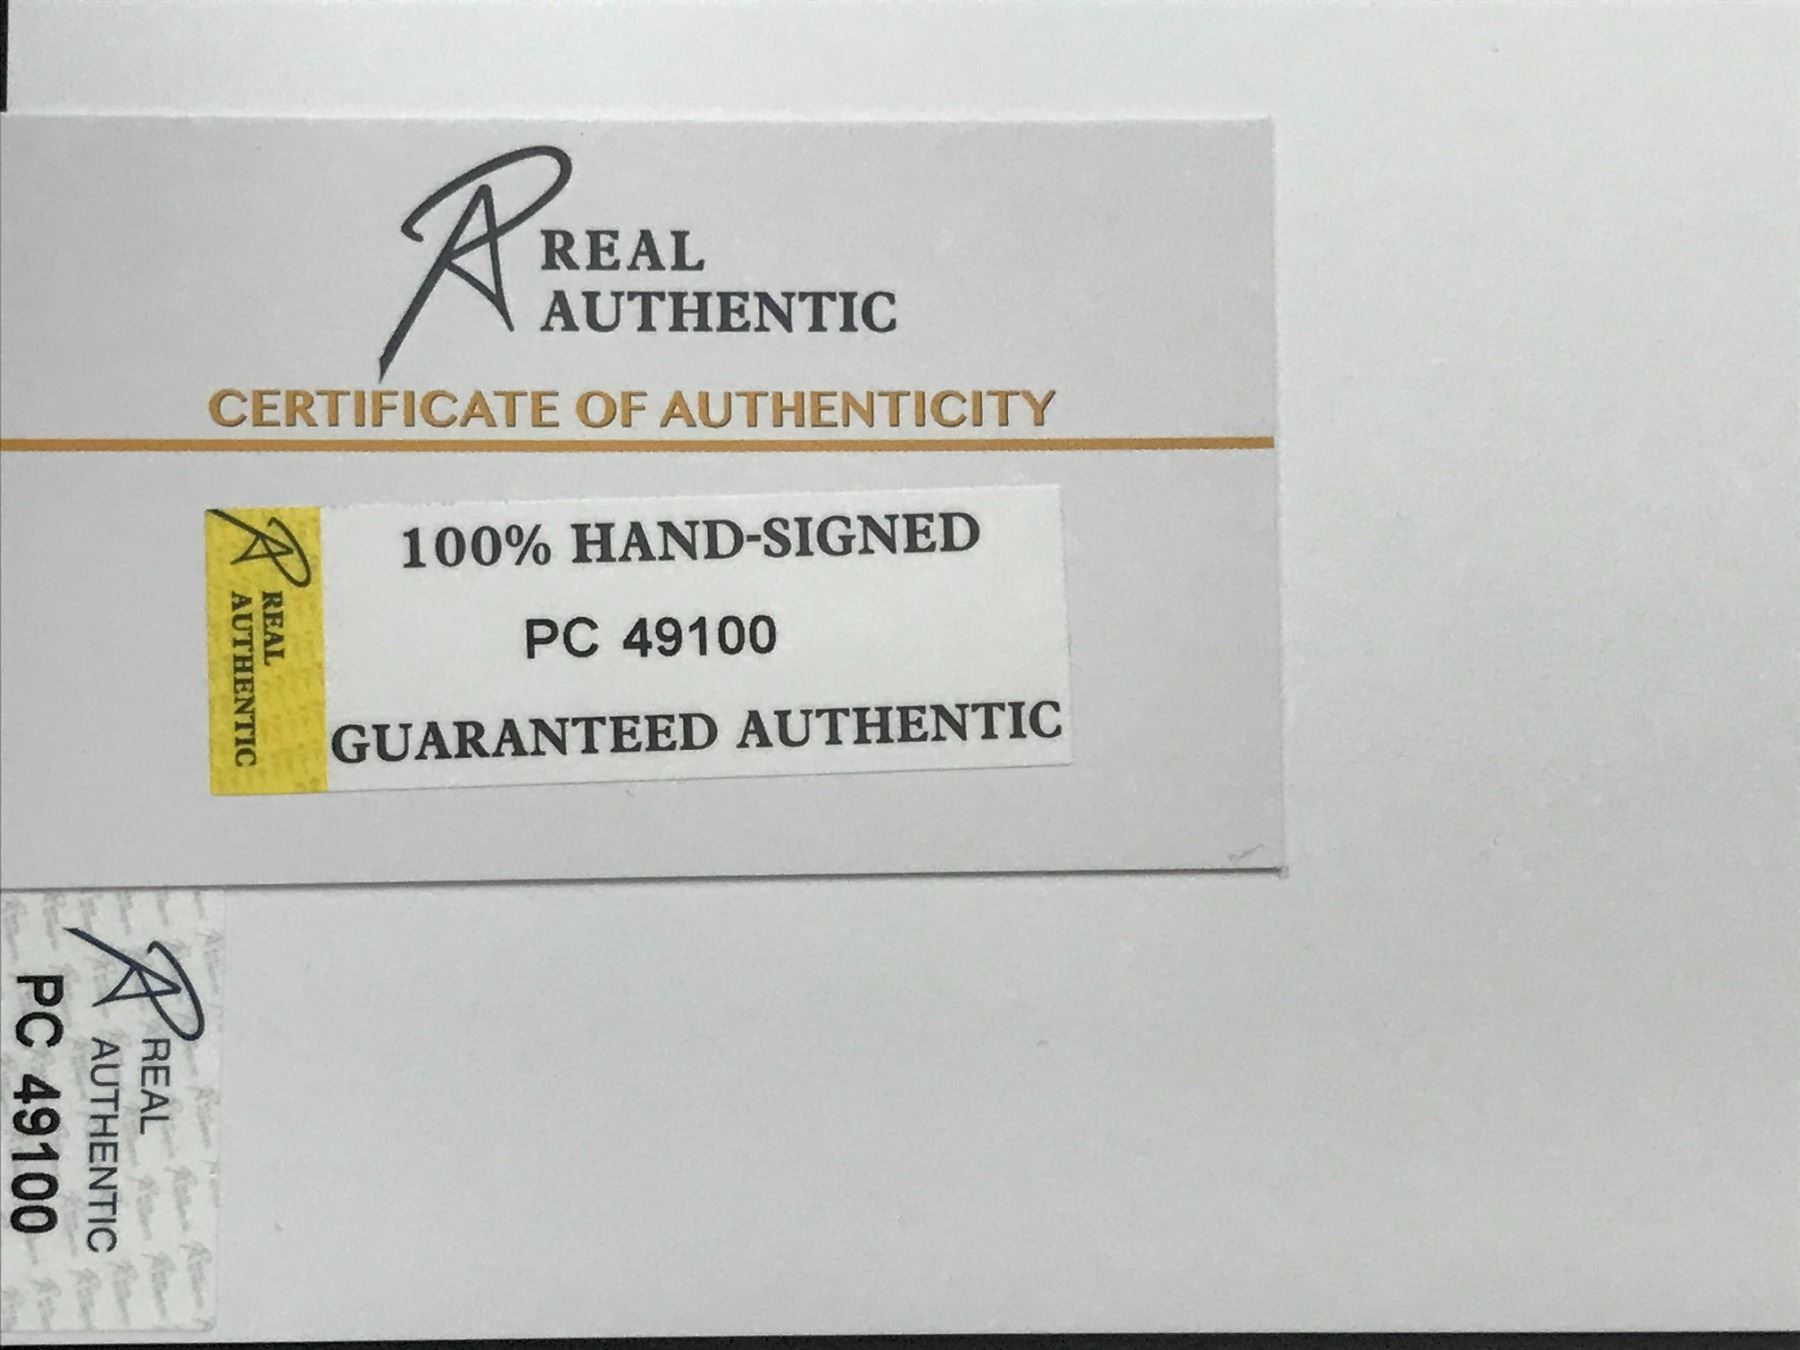 REAL
AUTHENTIC
CERTIFICATE OF AUTHENTICITY
REAL
AUTHENTIC
100% HAND-SIGNED
PC 49100
GUARANTEED AUTHENTIC
REAL
AUTHENTIC
PC 49100